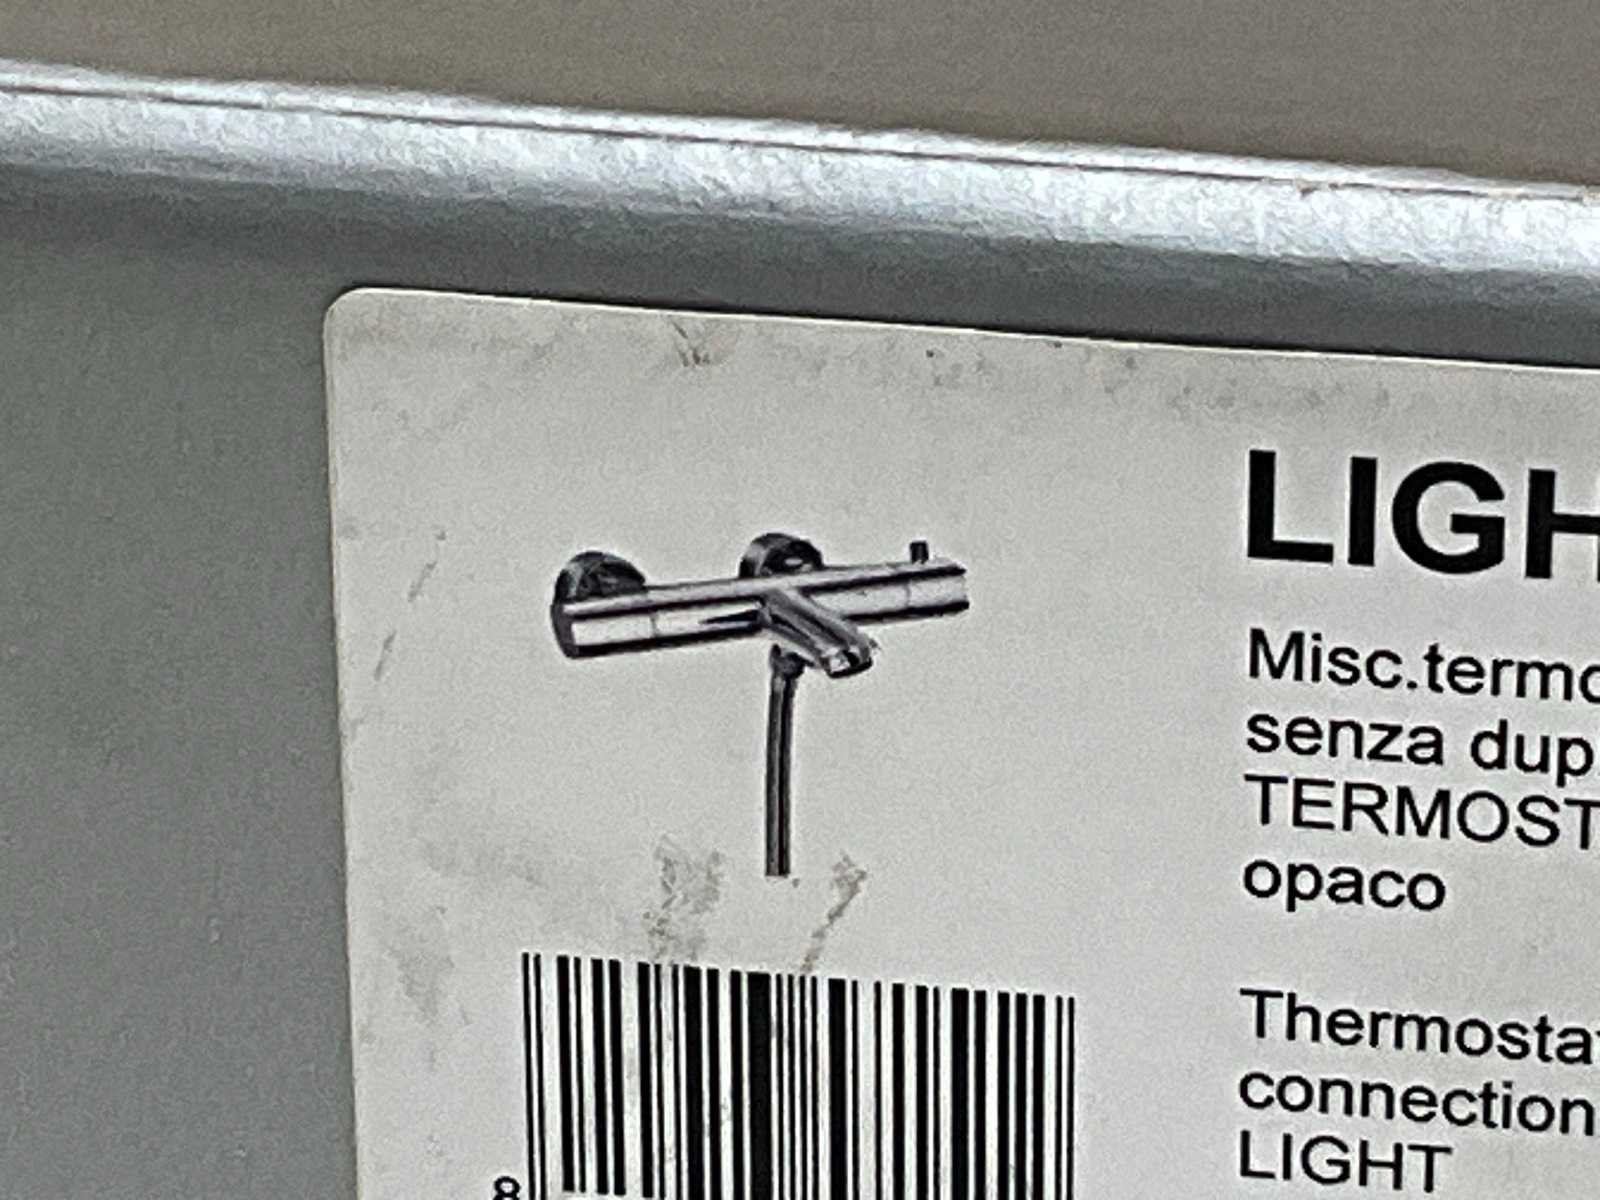 LIGH
Misc.termo
senza dup.
TERMOST
opaco
Thermostat
connection
LIGHT
8